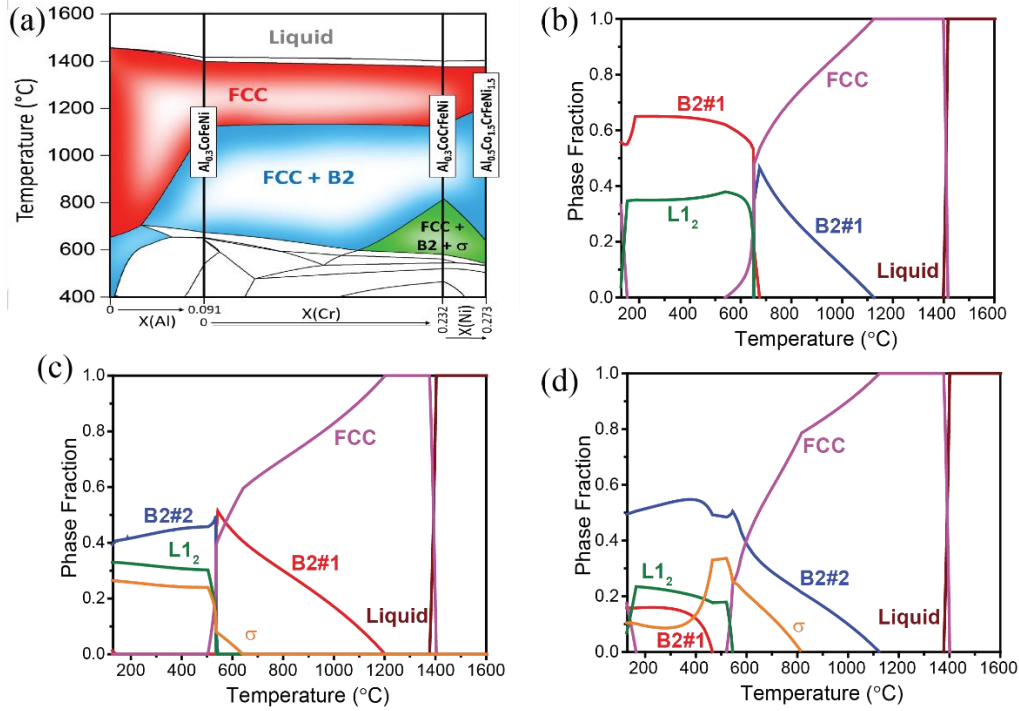 (a)
1600
1400
1200
1000
800
600
400
Temperature (°C)
Liquid
FCC
FCC + B2
FCC +
B2 + σ
Al0.3CoFeNi
Al0.3CoCrFeNi
Al0.5Co1.5CrFeNi1.5
0
X(Al)
0.091
0
X(Cr)
0.232
X(Ni)
0.273
(b)
1.0
0.8
0.6
0.4
0.2
0.0
Phase Fraction
B2#1
L12
FCC
B2#1
Liquid
200 400 600 800 1000 1200 1400 1600
Temperature (°C)
(c)
1.0
0.8
0.6
0.4
0.2
0.0
Phase Fraction
FCC
B2#2
L12
B2#1
σ
Liquid
200 400 600 800 1000 1200 1400 1600
Temperature (°C)
(d)
1.0
0.8
0.6
0.4
0.2
0.0
Phase Fraction
FCC
L12
B2#1
B2#2
σ
Liquid
200 400 600 800 1000 1200 1400 1600
Temperature (°C)